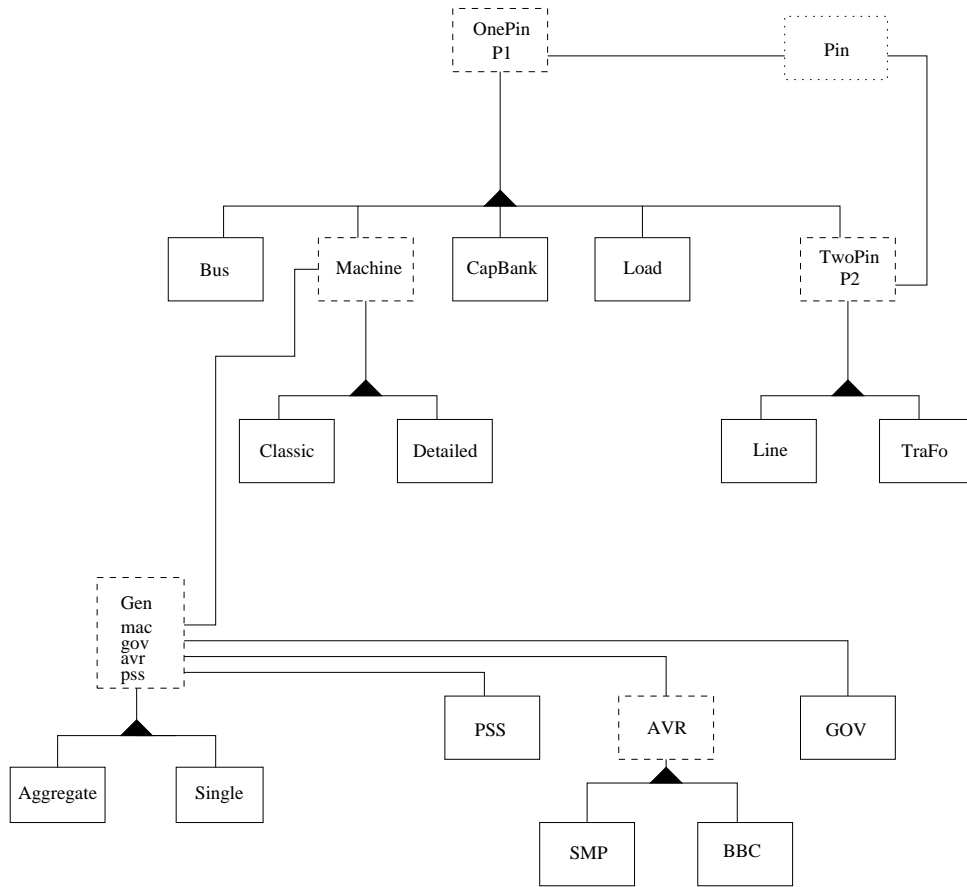 OnePin
P1
Pin
Bus
Machine
CapBank
Load
TwoPin
P2
Classic
Detailed
Line
TraFo
Gen
mac
gov
avr
pss
PSS
AVR
GOV
Aggregate
Single
SMP
BBC